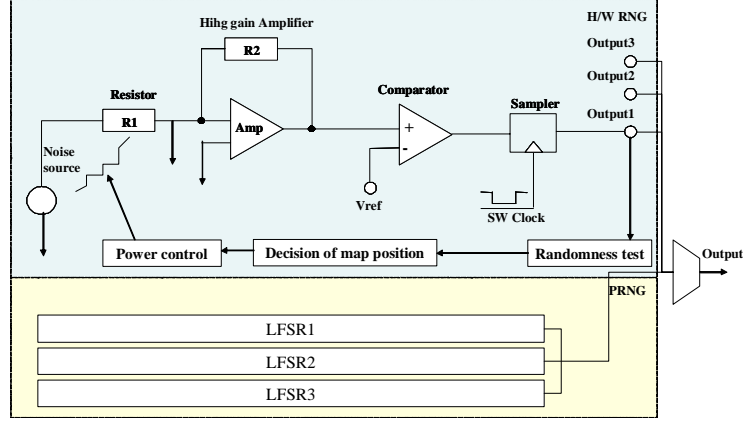 H/W RNG
Hihg gain Amplifier
R2
Output3
Output2
Output1
Resistor
R1
Amp
Comparator
+
-
Sampler
Noise
source
Vref
SW Clock
Power control
Decision of map position
Randomness test
Output
PRNG
LFSR1
LFSR2
LFSR3